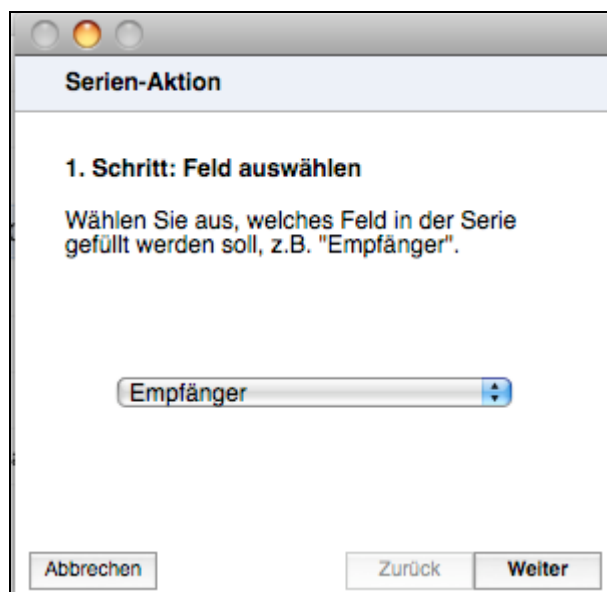 Serien-Aktion
1. Schritt: Feld auswählen
Wählen Sie aus, welches Feld in der Serie
gefüllt werden soll, z.B. "Empfänger".
Empfänger
Abbrechen Zurück Weiter